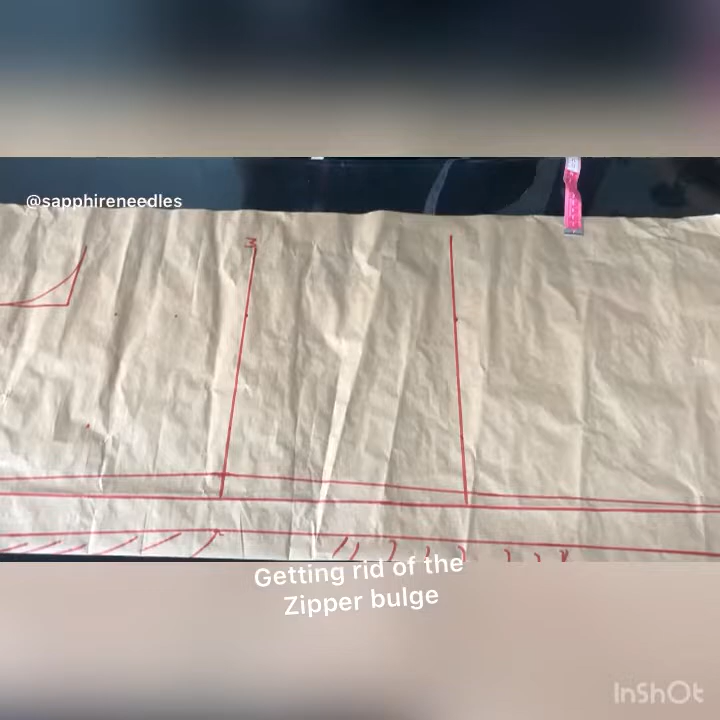 @sapphireneedles
3
Getting rid of the
Zipper bulge
InShOt